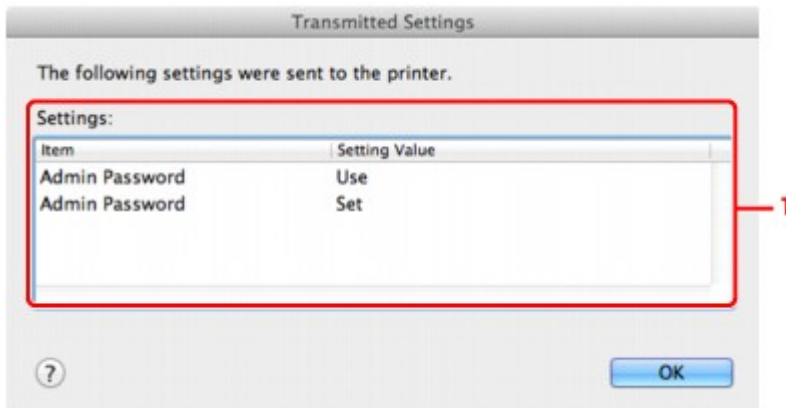 Transmitted Settings
The following settings were sent to the printer.
Settings:
Item Setting Value
Admin Password Use
Admin Password Set
1
? OK